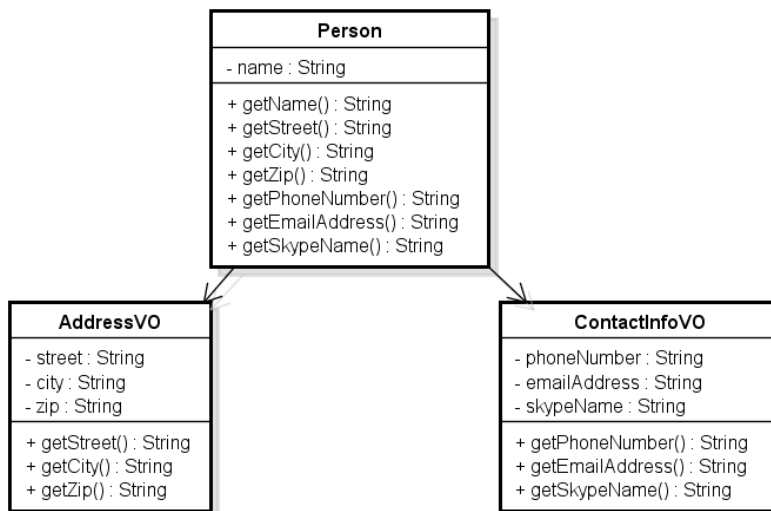 Person
- name : String
+ getName() : String
+ getStreet() : String
+ getCity() : String
+ getZip() : String
+ getPhoneNumber() : String
+ getEmailAddress() : String
+ getSkypeName() : String
AddressVO
- street : String
- city : String
- zip : String
+ getStreet() : String
+ getCity() : String
+ getZip() : String
ContactInfoVO
- phoneNumber : String
- emailAddress : String
- skypeName : String
+ getPhoneNumber() : String
+ getEmailAddress() : String
+ getSkypeName() : String